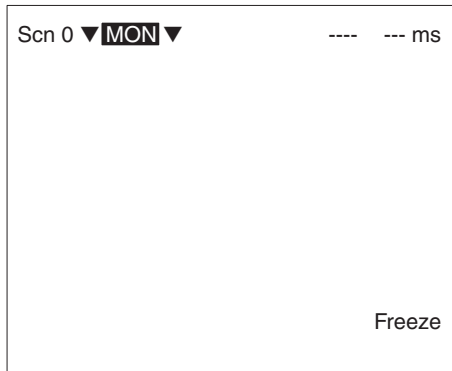 Scn 0 ▼ MON ▼ ---- --- ms
Freeze